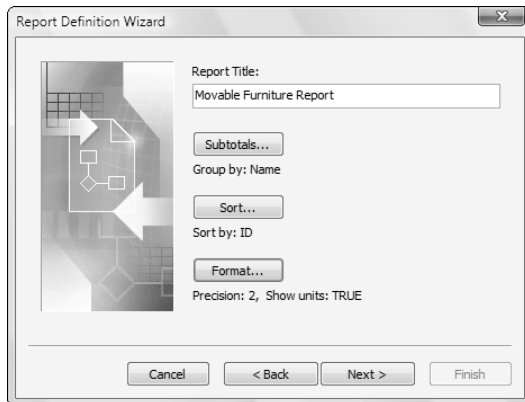 Report Definition Wizard
Report Title:
Movable Furniture Report
Subtotals...
Group by: Name
Sort...
Sort by: ID
Format...
Precision: 2, Show units: TRUE
Cancel
< Back
Next >
Finish